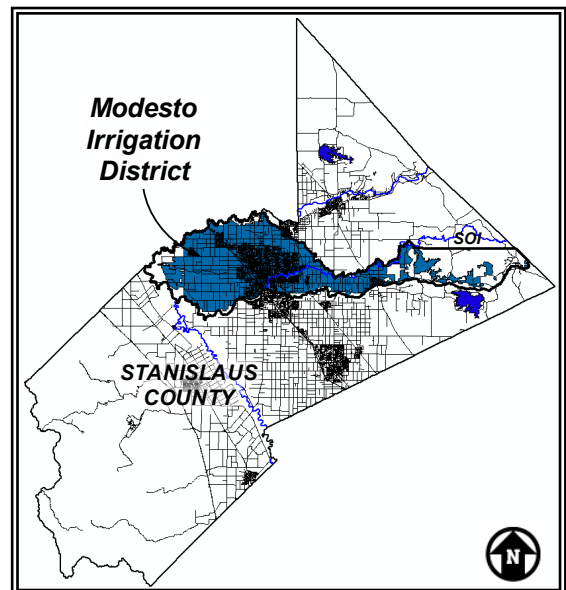 Modesto
Irrigation
District
SOI
STANISLAUS
COUNTY
N